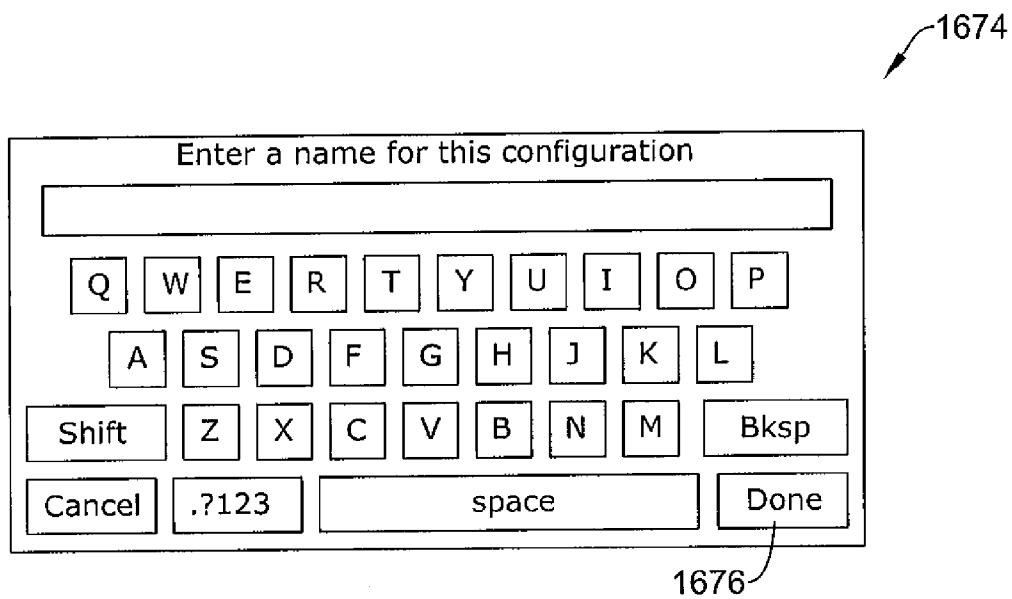 1674
Enter a name for this configuration
Q W E R T Y U I O P
A S D F G H J K L
Shift Z X C V B N M Bksp
Cancel .?123 space Done
1676